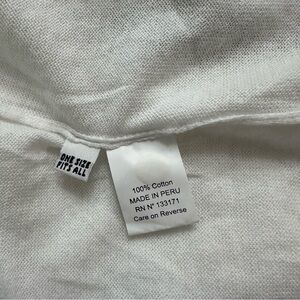 ONE SIZE
FITS ALL
100% Cotton
MADE IN PERU
RN N° 133171
Care on Reverse